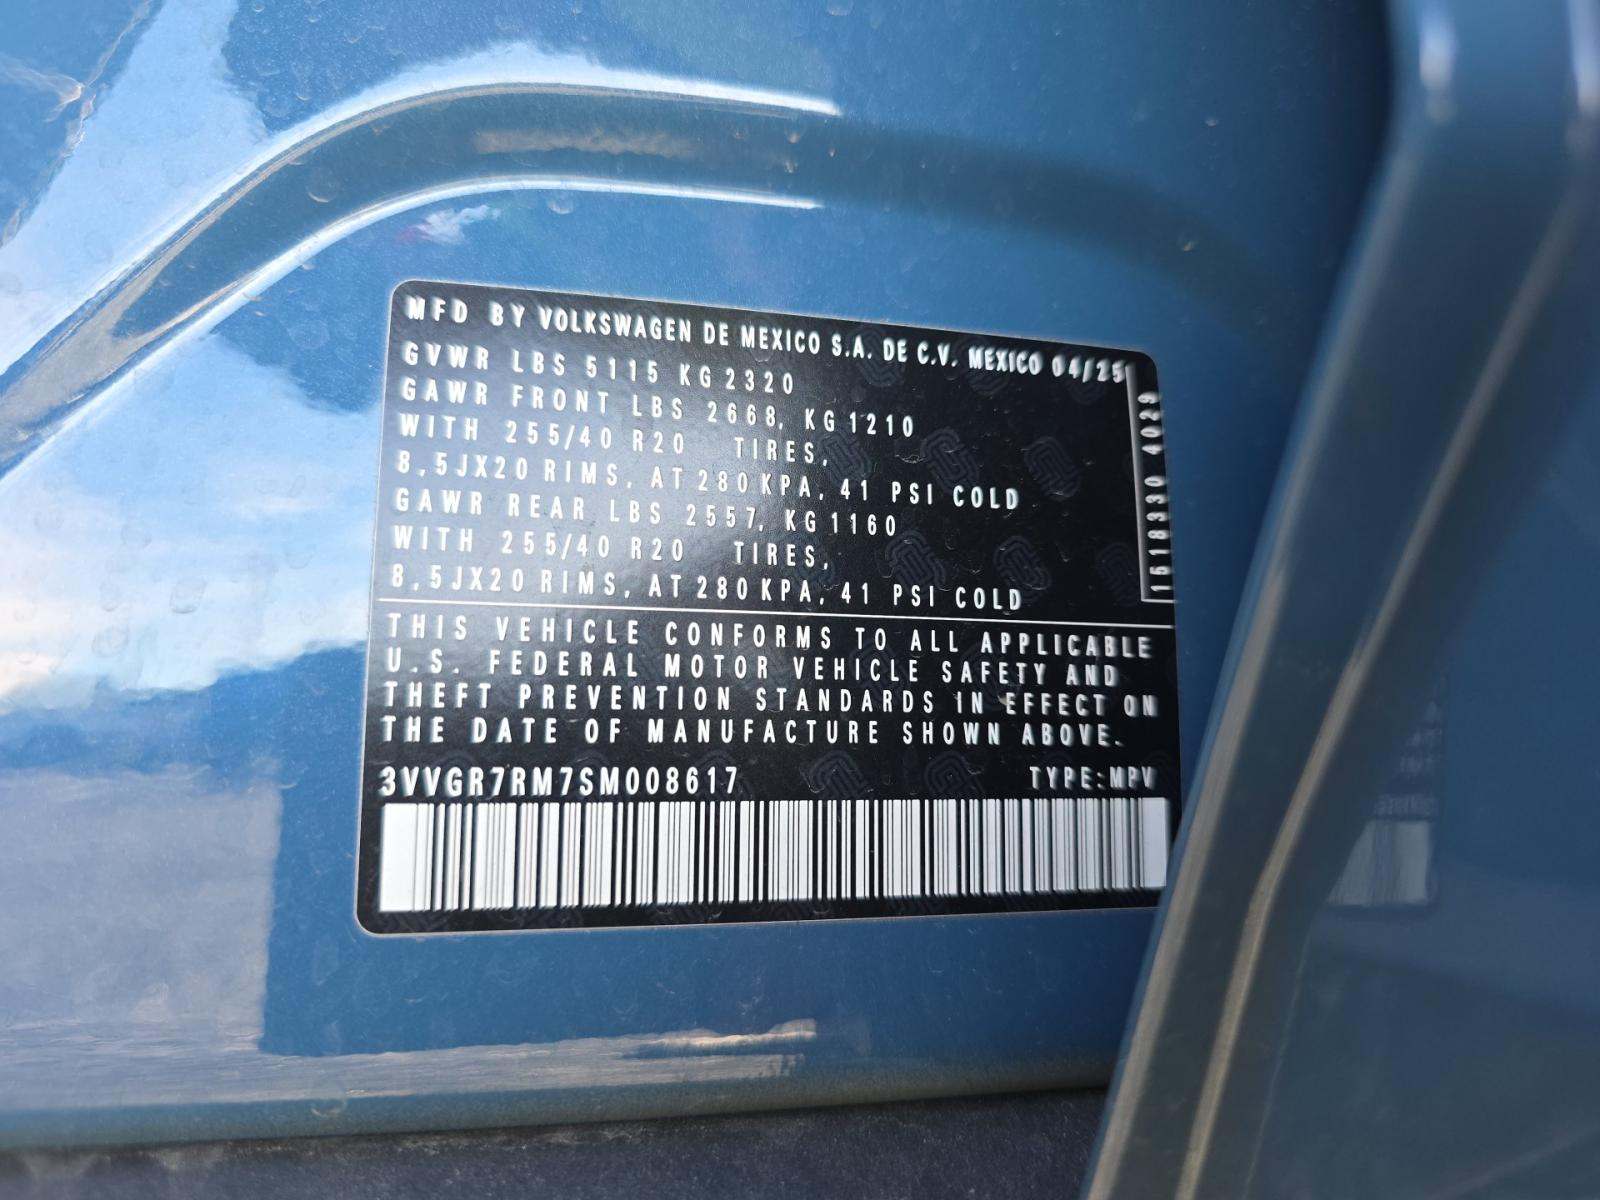 MFD BY VOLKSWAGEN DE MEXICO S.A. DE C.V. MEXICO 04/25
GVWR LBS 5115 KG 2320
GAWR FRONT LBS 2668, KG 1210
WITH 255/40 R20 TIRES,
8,5JX20 RIMS, AT 280 KPA, 41 PSI COLD
GAWR REAR LBS 2557, KG 1160
WITH 255/40 R20 TIRES,
8,5JX20 RIMS, AT 280 KPA, 41 PSI COLD
1518330 4029
THIS VEHICLE CONFORMS TO ALL APPLICABLE
U.S. FEDERAL MOTOR VEHICLE SAFETY AND
THEFT PREVENTION STANDARDS IN EFFECT ON
THE DATE OF MANUFACTURE SHOWN ABOVE.
3VVGR7RM7SM008617 TYPE:MPV